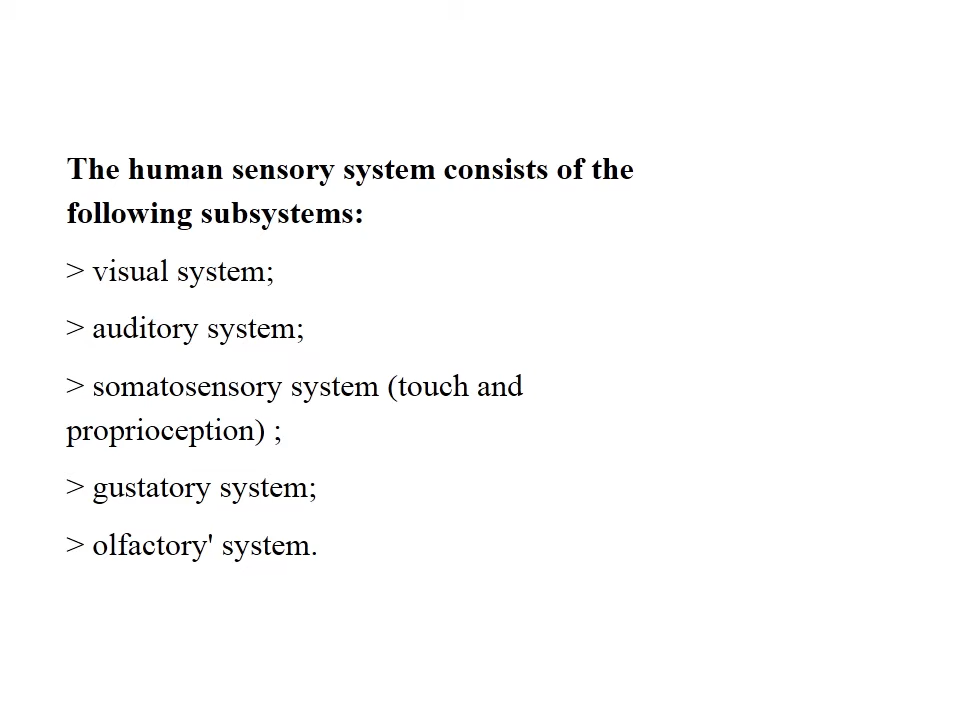 The human sensory system consists of the
following subsystems:
> visual system;
> auditory system;
> somatosensory system (touch and
proprioception) ;
> gustatory system;
> olfactory' system.